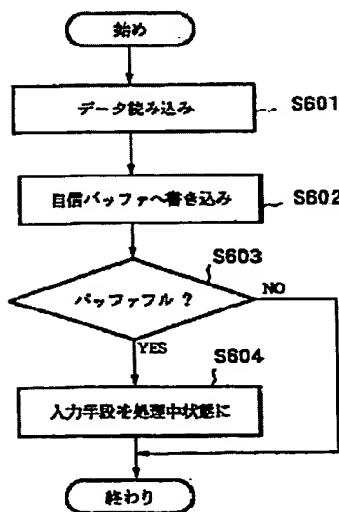 始め
データ読み込み
S601
自信バッファへ書き込み
S602
S603
バッファフル ?
NO
YES
S604
入力手段を処理中状態に
終わり